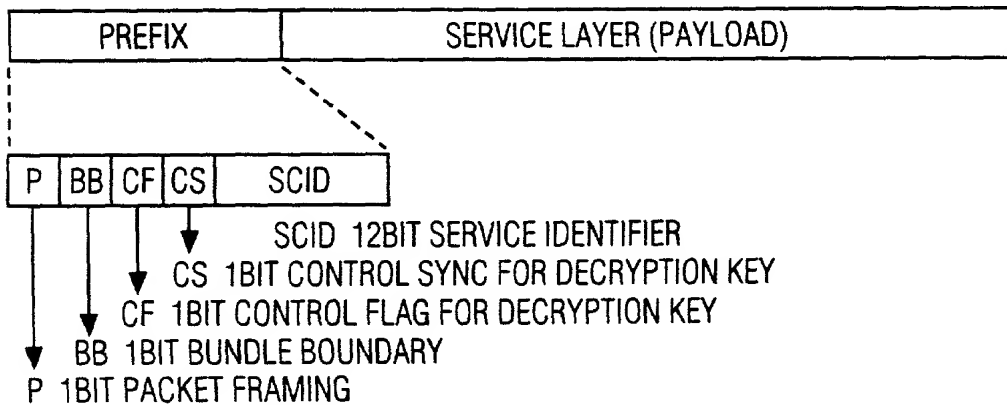 PREFIX SERVICE LAYER (PAYLOAD)
P BB CF CS SCID
SCID 12BIT SERVICE IDENTIFIER
CS 1BIT CONTROL SYNC FOR DECRYPTION KEY
CF 1BIT CONTROL FLAG FOR DECRYPTION KEY
BB 1BIT BUNDLE BOUNDARY
P 1BIT PACKET FRAMING